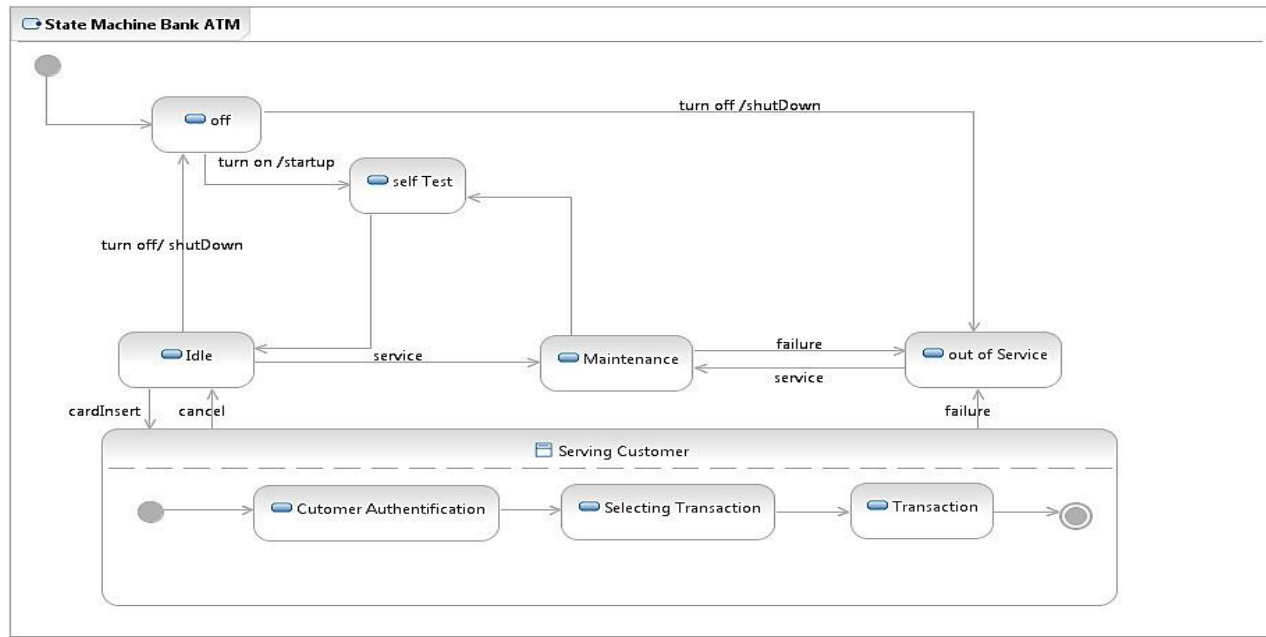 State Machine Bank ATM
off
turn off /shutDown
turn on /startup
self Test
turn off/ shutDown
Idle
service
Maintenance
failure
service
out of Service
cardInsert
cancel
failure
Serving Customer
Cutomer Authentification
Selecting Transaction
Transaction